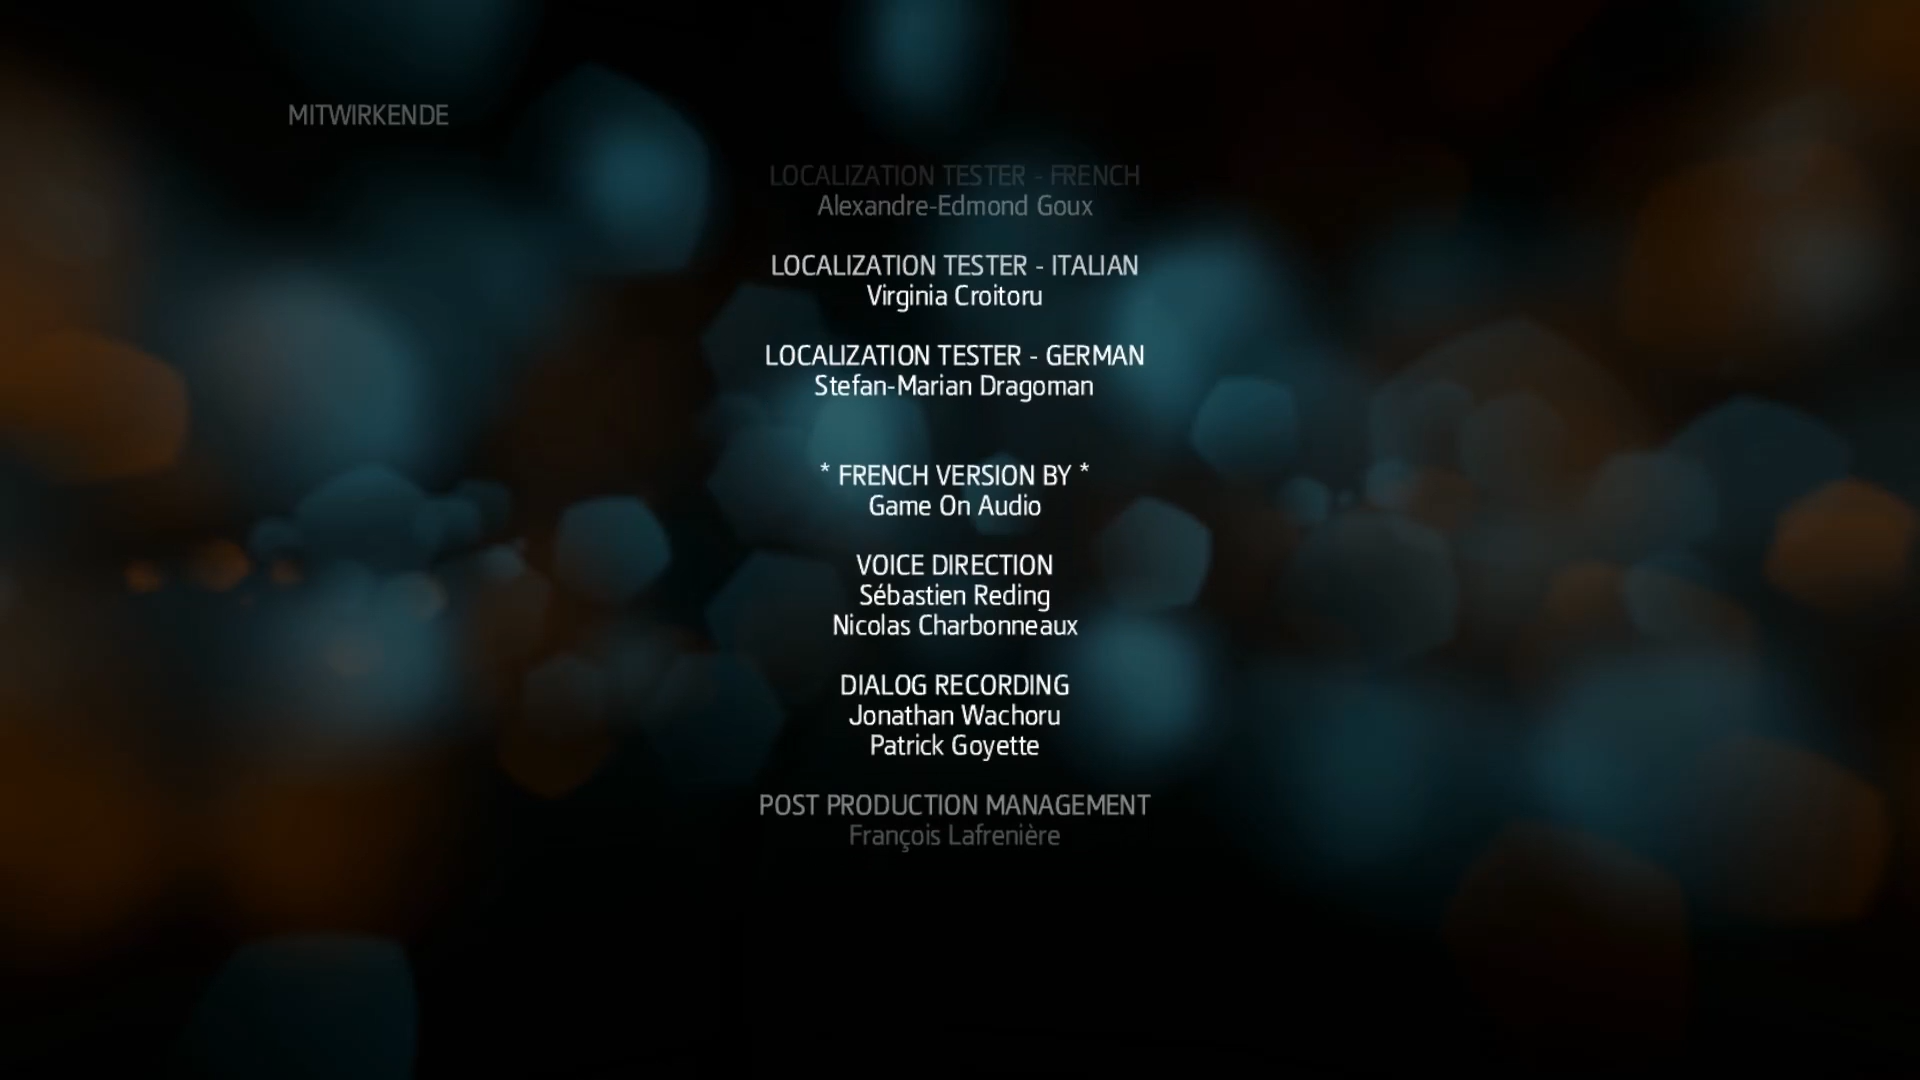 MITWIRKENDE
LOCALIZATION TESTER - FRENCH
Alexandre-Edmond Goux
LOCALIZATION TESTER - ITALIAN
Virginia Croitoru
LOCALIZATION TESTER - GERMAN
Stefan-Marian Dragoman
* FRENCH VERSION BY *
Game On Audio
VOICE DIRECTION
Sébastien Reding
Nicolas Charbonneaux
DIALOG RECORDING
Jonathan Wachoru
Patrick Goyette
POST PRODUCTION MANAGEMENT
François Lafrenière